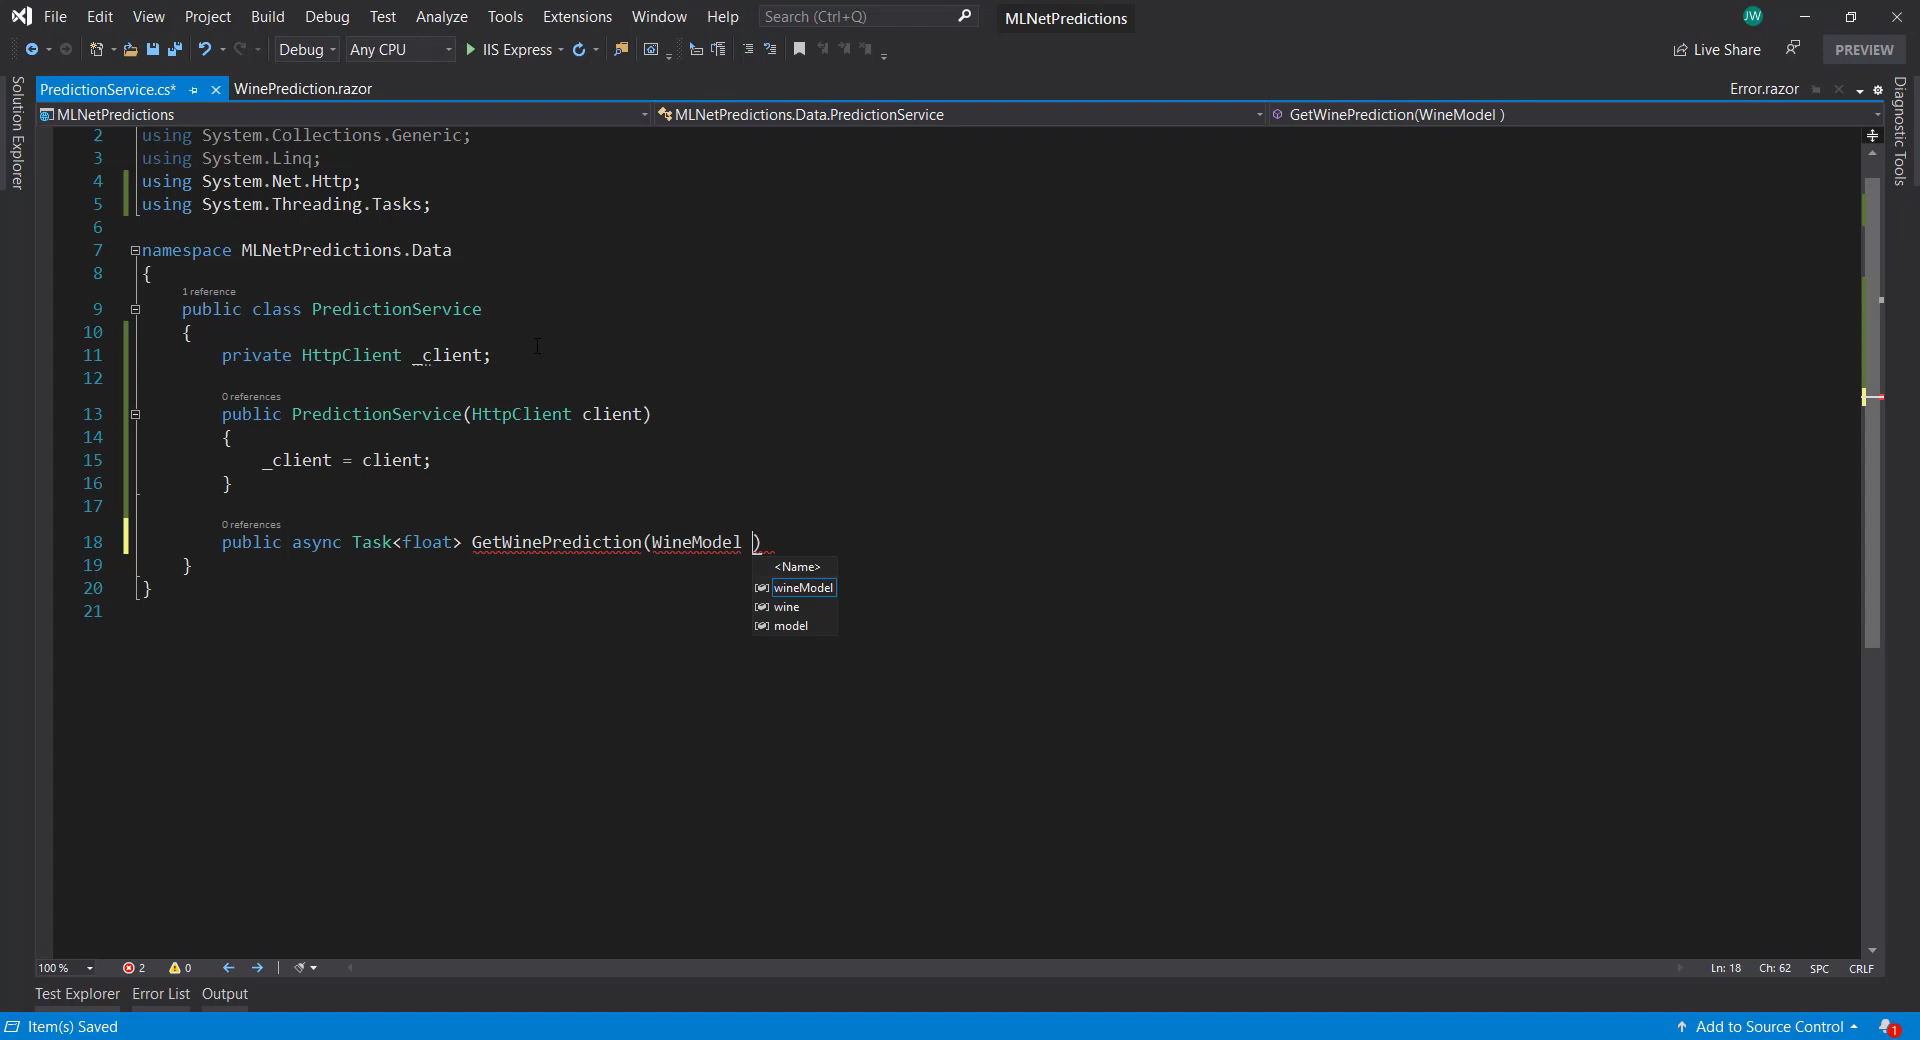 File Edit View Project Build Debug Test Analyze Tools Extensions Window Help Search (Ctrl+Q) MLNetPredictions JW
Debug Any CPU IIS Express Live Share PREVIEW
PredictionService.cs* WinePrediction.razor Error.razor
MLNetPredictions MLNetPredictions.Data.PredictionService GetWinePrediction(WineModel )
Solution Explorer
Diagnostic Tools
2 using System.Collections.Generic;
3 using System.Linq;
4 using System.Net.Http;
5 using System.Threading.Tasks;
6
7 namespace MLNetPredictions.Data
8 {
1 reference
9 public class PredictionService
10 {
11 private HttpClient _client;
12
0 references
13 public PredictionService(HttpClient client)
14 {
15 _client = client;
16 }
17
0 references
18 public async Task<float> GetWinePrediction(WineModel )
19 }
20 }
21
<Name>
wineModel
wine
model
100 % 2 0 Ln: 18 Ch: 62 SPC CRLF
Test Explorer Error List Output
Item(s) Saved Add to Source Control 1